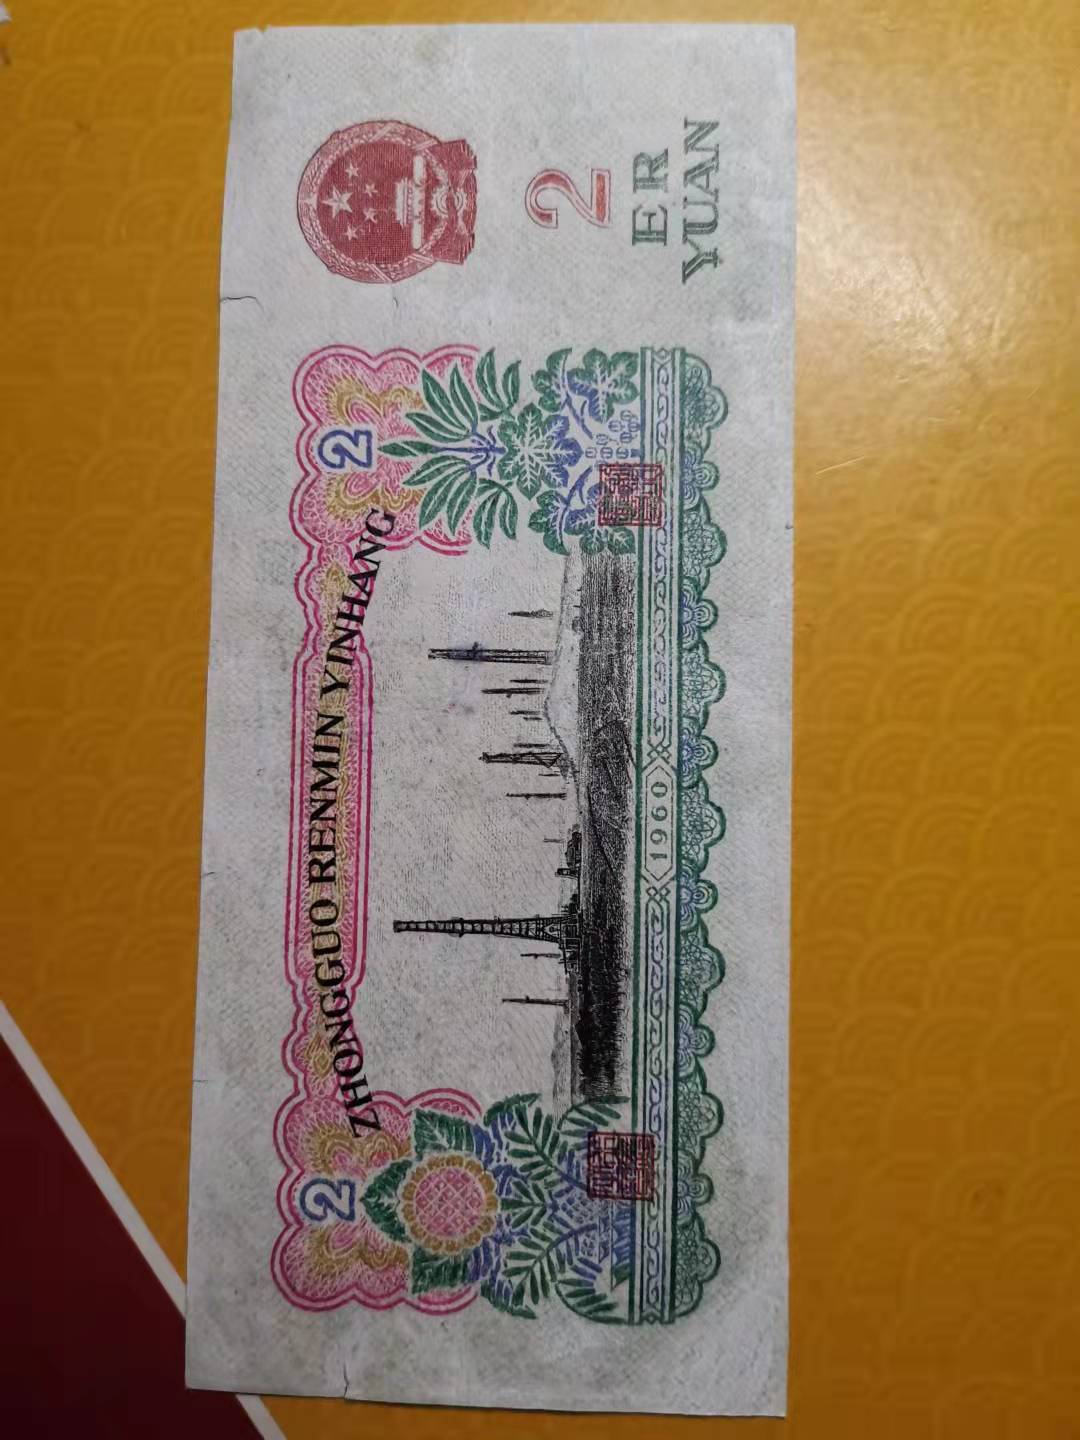 ZHONGGUO RENMIN YINHANG
2
2
2
ER
YUAN
1960